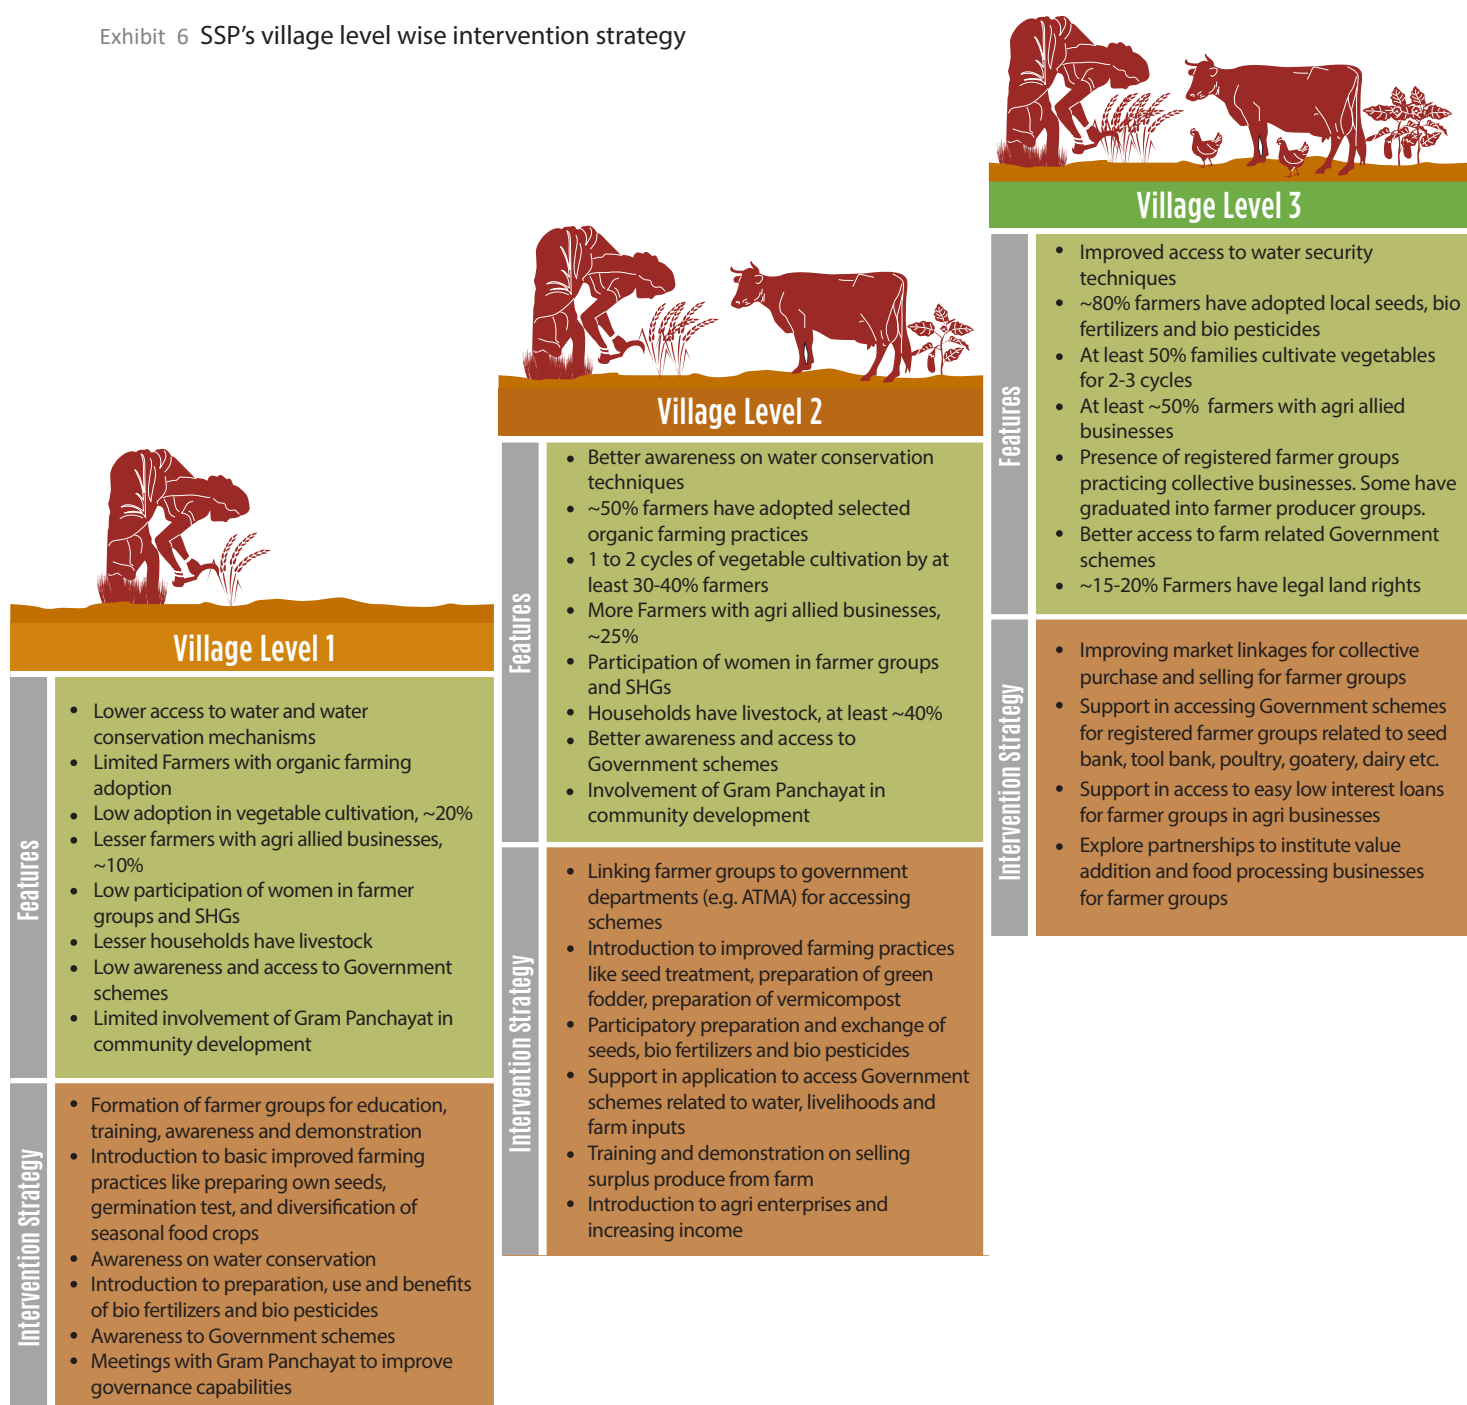 Exhibit 6 SSP's village level wise intervention strategy
Village Level 1
Features
• Lower access to water and water
conservation mechanisms
• Limited Farmers with organic farming
adoption
• Low adoption in vegetable cultivation, ~20%
• Lesser farmers with agri allied businesses,
~10%
• Low participation of women in farmer
groups and SHGs
• Lesser households have livestock
• Low awareness and access to Government
schemes
• Limited involvement of Gram Panchayat in
community development
Intervention Strategy
• Formation of farmer groups for education,
training, awareness and demonstration
• Introduction to basic improved farming
practices like preparing own seeds,
germination test, and diversification of
seasonal food crops
• Awareness on water conservation
• Introduction to preparation, use and benefits
of bio fertilizers and bio pesticides
• Awareness to Government schemes
• Meetings with Gram Panchayat to improve
governance capabilities
Village Level 2
Features
• Better awareness on water conservation
techniques
• ~50% farmers have adopted selected
organic farming practices
• 1 to 2 cycles of vegetable cultivation by at
least 30-40% farmers
• More Farmers with agri allied businesses,
~25%
• Participation of women in farmer groups
and SHGs
• Households have livestock, at least ~40%
• Better awareness and access to
Government schemes
• Involvement of Gram Panchayat in
community development
Intervention Strategy
• Linking farmer groups to government
departments (e.g. ATMA) for accessing
schemes
• Introduction to improved farming practices
like seed treatment, preparation of green
fodder, preparation of vermicompost
• Participatory preparation and exchange of
seeds, bio fertilizers and bio pesticides
• Support in application to access Government
schemes related to water, livelihoods and
farm inputs
• Training and demonstration on selling
surplus produce from farm
• Introduction to agri enterprises and
increasing income
Village Level 3
Features
• Improved access to water security
techniques
• ~80% farmers have adopted local seeds, bio
fertilizers and bio pesticides
• At least 50% families cultivate vegetables
for 2-3 cycles
• At least ~50% farmers with agri allied
businesses
• Presence of registered farmer groups
practicing collective businesses. Some have
graduated into farmer producer groups.
• Better access to farm related Government
schemes
• ~15-20% Farmers have legal land rights
Intervention Strategy
• Improving market linkages for collective
purchase and selling for farmer groups
• Support in accessing Government schemes
for registered farmer groups related to seed
bank, tool bank, poultry, goatery, dairy etc.
• Support in access to easy low interest loans
for farmer groups in agri businesses
• Explore partnerships to institute value
addition and food processing businesses
for farmer groups